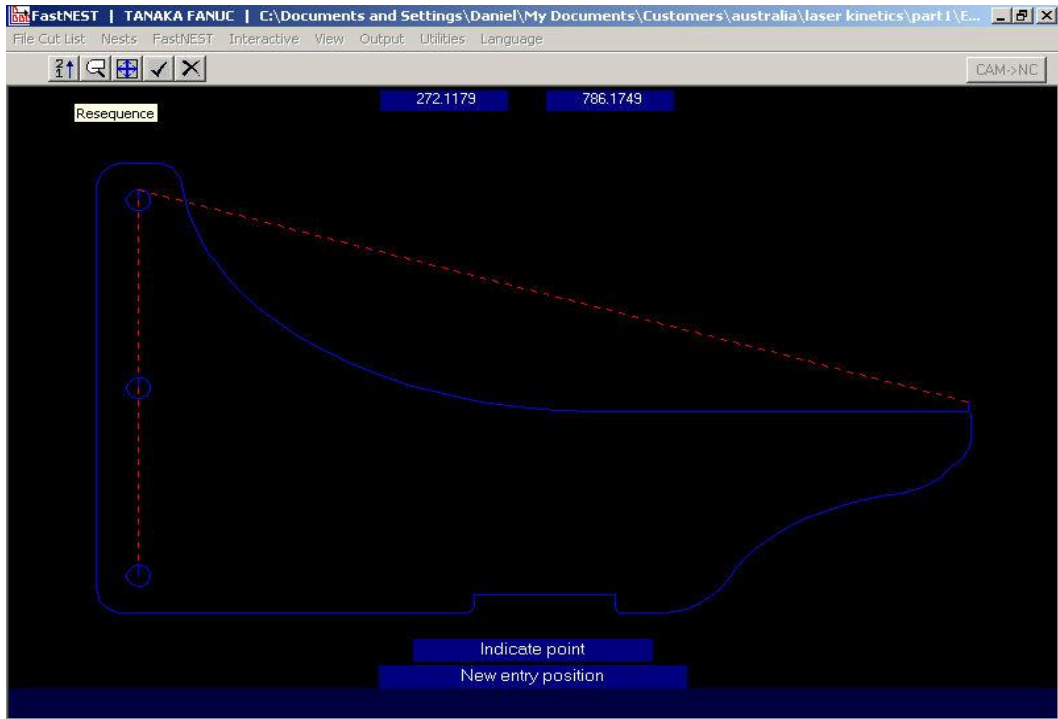 FastNEST | TANAKA FANUC | C:\Documents and Settings\Daniel\My Documents\Customers\australia\laser kinetics\part1\E...
File Cut List Nests FastNEST Interactive View Output Utilities Language
CAM->NC
Resequence
272.1179 786.1749
Indicate point
New entry position